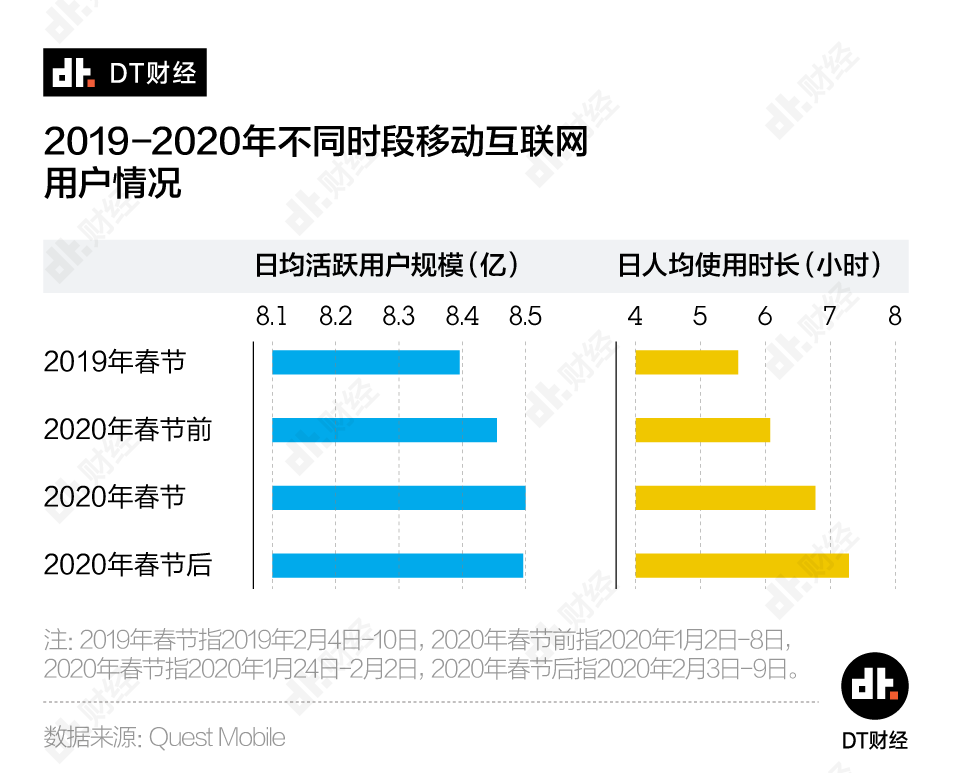 dt. DT财经
2019-2020年不同时段移动互联网
用户情况
日均活跃用户规模(亿) 日人均使用时长(小时)
8.1 8.2 8.3 8.4 8.5 4 5 6 7 8
2019年春节
2020年春节前
2020年春节
2020年春节后
注: 2019年春节指2019年2月4日-10日, 2020年春节前指2020年1月2日-8日,
2020年春节指2020年1月24日-2月2日, 2020年春节后指2020年2月3日-9日。
数据来源: Quest Mobile
dt.
DT财经